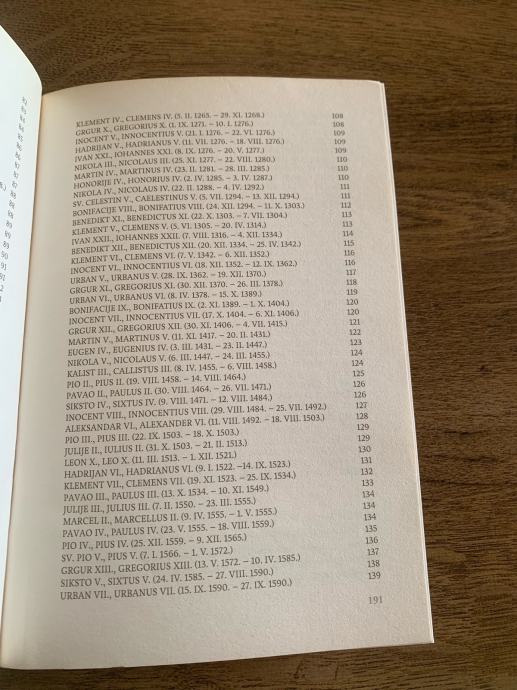 KLEMENT IV., CLEMENS IV. (5. II. 1265. – 29. XI. 1268.) 108
GRGUR X., GREGORIUS X. (1. IX. 1271. – 10. I. 1276.) 108
INOCENT V., INNOCENTIUS V. (21. I. 1276. – 22. VI. 1276.) 109
HADRIJAN V., HADRIANUS V. (11. VII. 1276. – 18. VIII. 1276.) 109
IVAN XXI., IOHANNES XXI. (8. IX. 1276. – 20. V. 1277.) 109
NIKOLA III., NICOLAUS III. (25. XI. 1277. – 22. VIII. 1280.) 110
MARTIN IV., MARTINUS IV. (23. II. 1281. – 28. III. 1285.) 110
HONORIJE IV., HONORIUS IV. (2. IV. 1285. – 3. IV. 1287.) 110
NIKOLA IV., NICOLAUS IV. (22. II. 1288. – 4. IV. 1292.) 111
SV. CELESTIN V., CAELESTINUS V. (5. VII. 1294. – 13. XII. 1294.) 111
BONIFACIJE VIII., BONIFATIUS VIII. (24. XII. 1294. – 11. X. 1303.) 112
BENEDIKT XI., BENEDICTUS XI. (22. X. 1303. – 7. VII. 1304.) 113
KLEMENT V., CLEMENS V. (5. VI. 1305. – 20. IV. 1314.) 113
IVAN XXII., IOHANNES XXII. (7. VIII. 1316. – 4. XII. 1334.) 114
BENEDIKT XII., BENEDICTUS XII. (20. XII. 1334. – 25. IV. 1342.) 115
KLEMENT VI., CLEMENS VI. (7. V. 1342. – 6. XII. 1352.) 116
INOCENT VI., INNOCENTIUS VI. (18. XII. 1352. – 12. IX. 1362.) 116
URBAN V., URBANUS V. (28. IX. 1362. – 19. XII. 1370.) 117
GRGUR XI., GREGORIUS XI. (30. XII. 1370. – 26. III. 1378.) 118
URBAN VI., URBANUS VI. (8. IV. 1378. – 15. X. 1389.) 119
BONIFACIJE IX., BONIFATIUS IX. (2. XI. 1389. – 1. X. 1404.) 120
INOCENT VII., INNOCENTIUS VII. (17. X. 1404. – 6. XI. 1406.) 120
GRGUR XII., GREGORIUS XII. (30. XI. 1406. – 4. VII. 1415.) 121
MARTIN V., MARTINUS V. (11. XI. 1417. – 20. II. 1431.) 122
EUGEN IV., EUGENIUS IV. (3. III. 1431. – 23. II. 1447.) 123
NIKOLA V., NICOLAUS V. (6. III. 1447. – 24. III. 1455.) 124
KALIST III., CALLISTUS III. (8. IV. 1455. – 6. VIII. 1458.) 124
PIO II., PIUS II. (19. VIII. 1458. – 14. VIII. 1464.) 125
PAVAO II., PAULUS II. (30. VIII. 1464. – 26. VII. 1471.) 126
SIKSTO IV., SIXTUS IV. (9. VIII. 1471. – 12. VIII. 1484.) 126
INOCENT VIII., INNOCENTIUS VIII. (29. VIII. 1484. – 25. VII. 1492.) 127
ALEKSANDAR VI., ALEXANDER VI. (11. VIII. 1492. – 18. VIII. 1503.) 128
PIO III., PIUS III. (22. IX. 1503. – 18. X. 1503.) 129
JULIJE II., IULIUS II. (31. X. 1503. – 21. II. 1513.) 129
LEON X., LEO X. (11. III. 1513. – 1. XII. 1521.) 130
HADRIJAN VI., HADRIANUS VI. (9. I. 1522. –14. IX. 1523.) 131
KLEMENT VII., CLEMENS VII. (19. XI. 1523. – 25. IX. 1534.) 132
PAVAO III., PAULUS III. (13. X. 1534. – 10. XI. 1549.) 133
JULIJE III., JULIUS III. (7. II. 1550. – 23. III. 1555.) 134
MARCEL II., MARCELLUS II. (9. IV. 1555. – 1. V. 1555.) 134
PAVAO IV., PAULUS IV. (23. V. 1555. – 18. VIII. 1559.) 134
PIO IV., PIUS IV. (25. XII. 1559. – 9. XII. 1565.) 135
SV. PIO V., PIUS V. (7. I. 1566. – 1. V. 1572.) 136
GRGUR XIII., GREGORIUS XIII. (13. V. 1572. – 10. IV. 1585.) 137
SIKSTO V., SIXTUS V. (24. IV. 1585. – 27. VIII. 1590.) 138
URBAN VII., URBANUS VII. (15. IX. 1590. – 27. IX. 1590.) 139
191